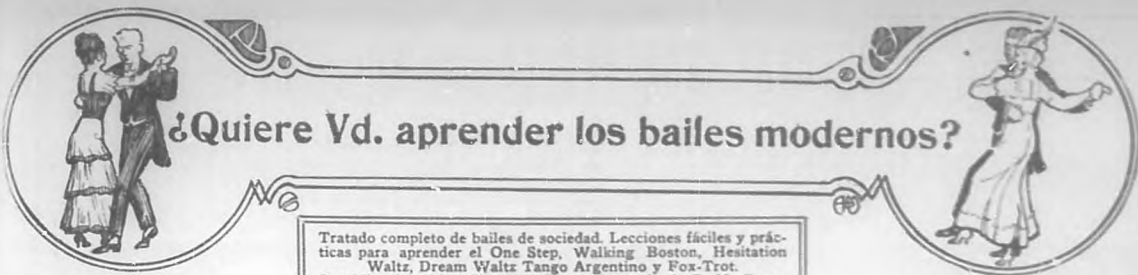 ¿Quiere Vd. aprender los bailes modernos?
Tratado completo de bailes de sociedad. Lecciones fáciles y prác-
ticas para aprender el One Step, Walking Boston, Hesitation
Waltz, Dream Waltz Tango Argentino y Fox-Trot.